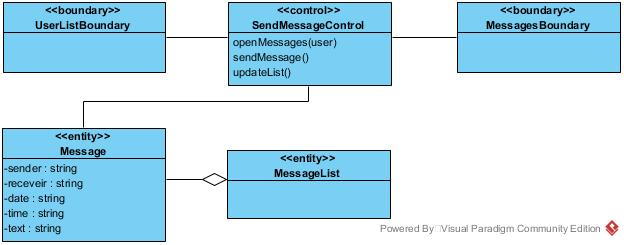 <<boundary>>
UserListBoundary
<<control>>
SendMessageControl
openMessages(user)
sendMessage()
updateList()
<<boundary>>
MessagesBoundary
<<entity>>
Message
-sender : string
-receveir : string
-date : string
-time : string
-text : string
<<entity>>
MessageList
Powered By Visual Paradigm Community Edition